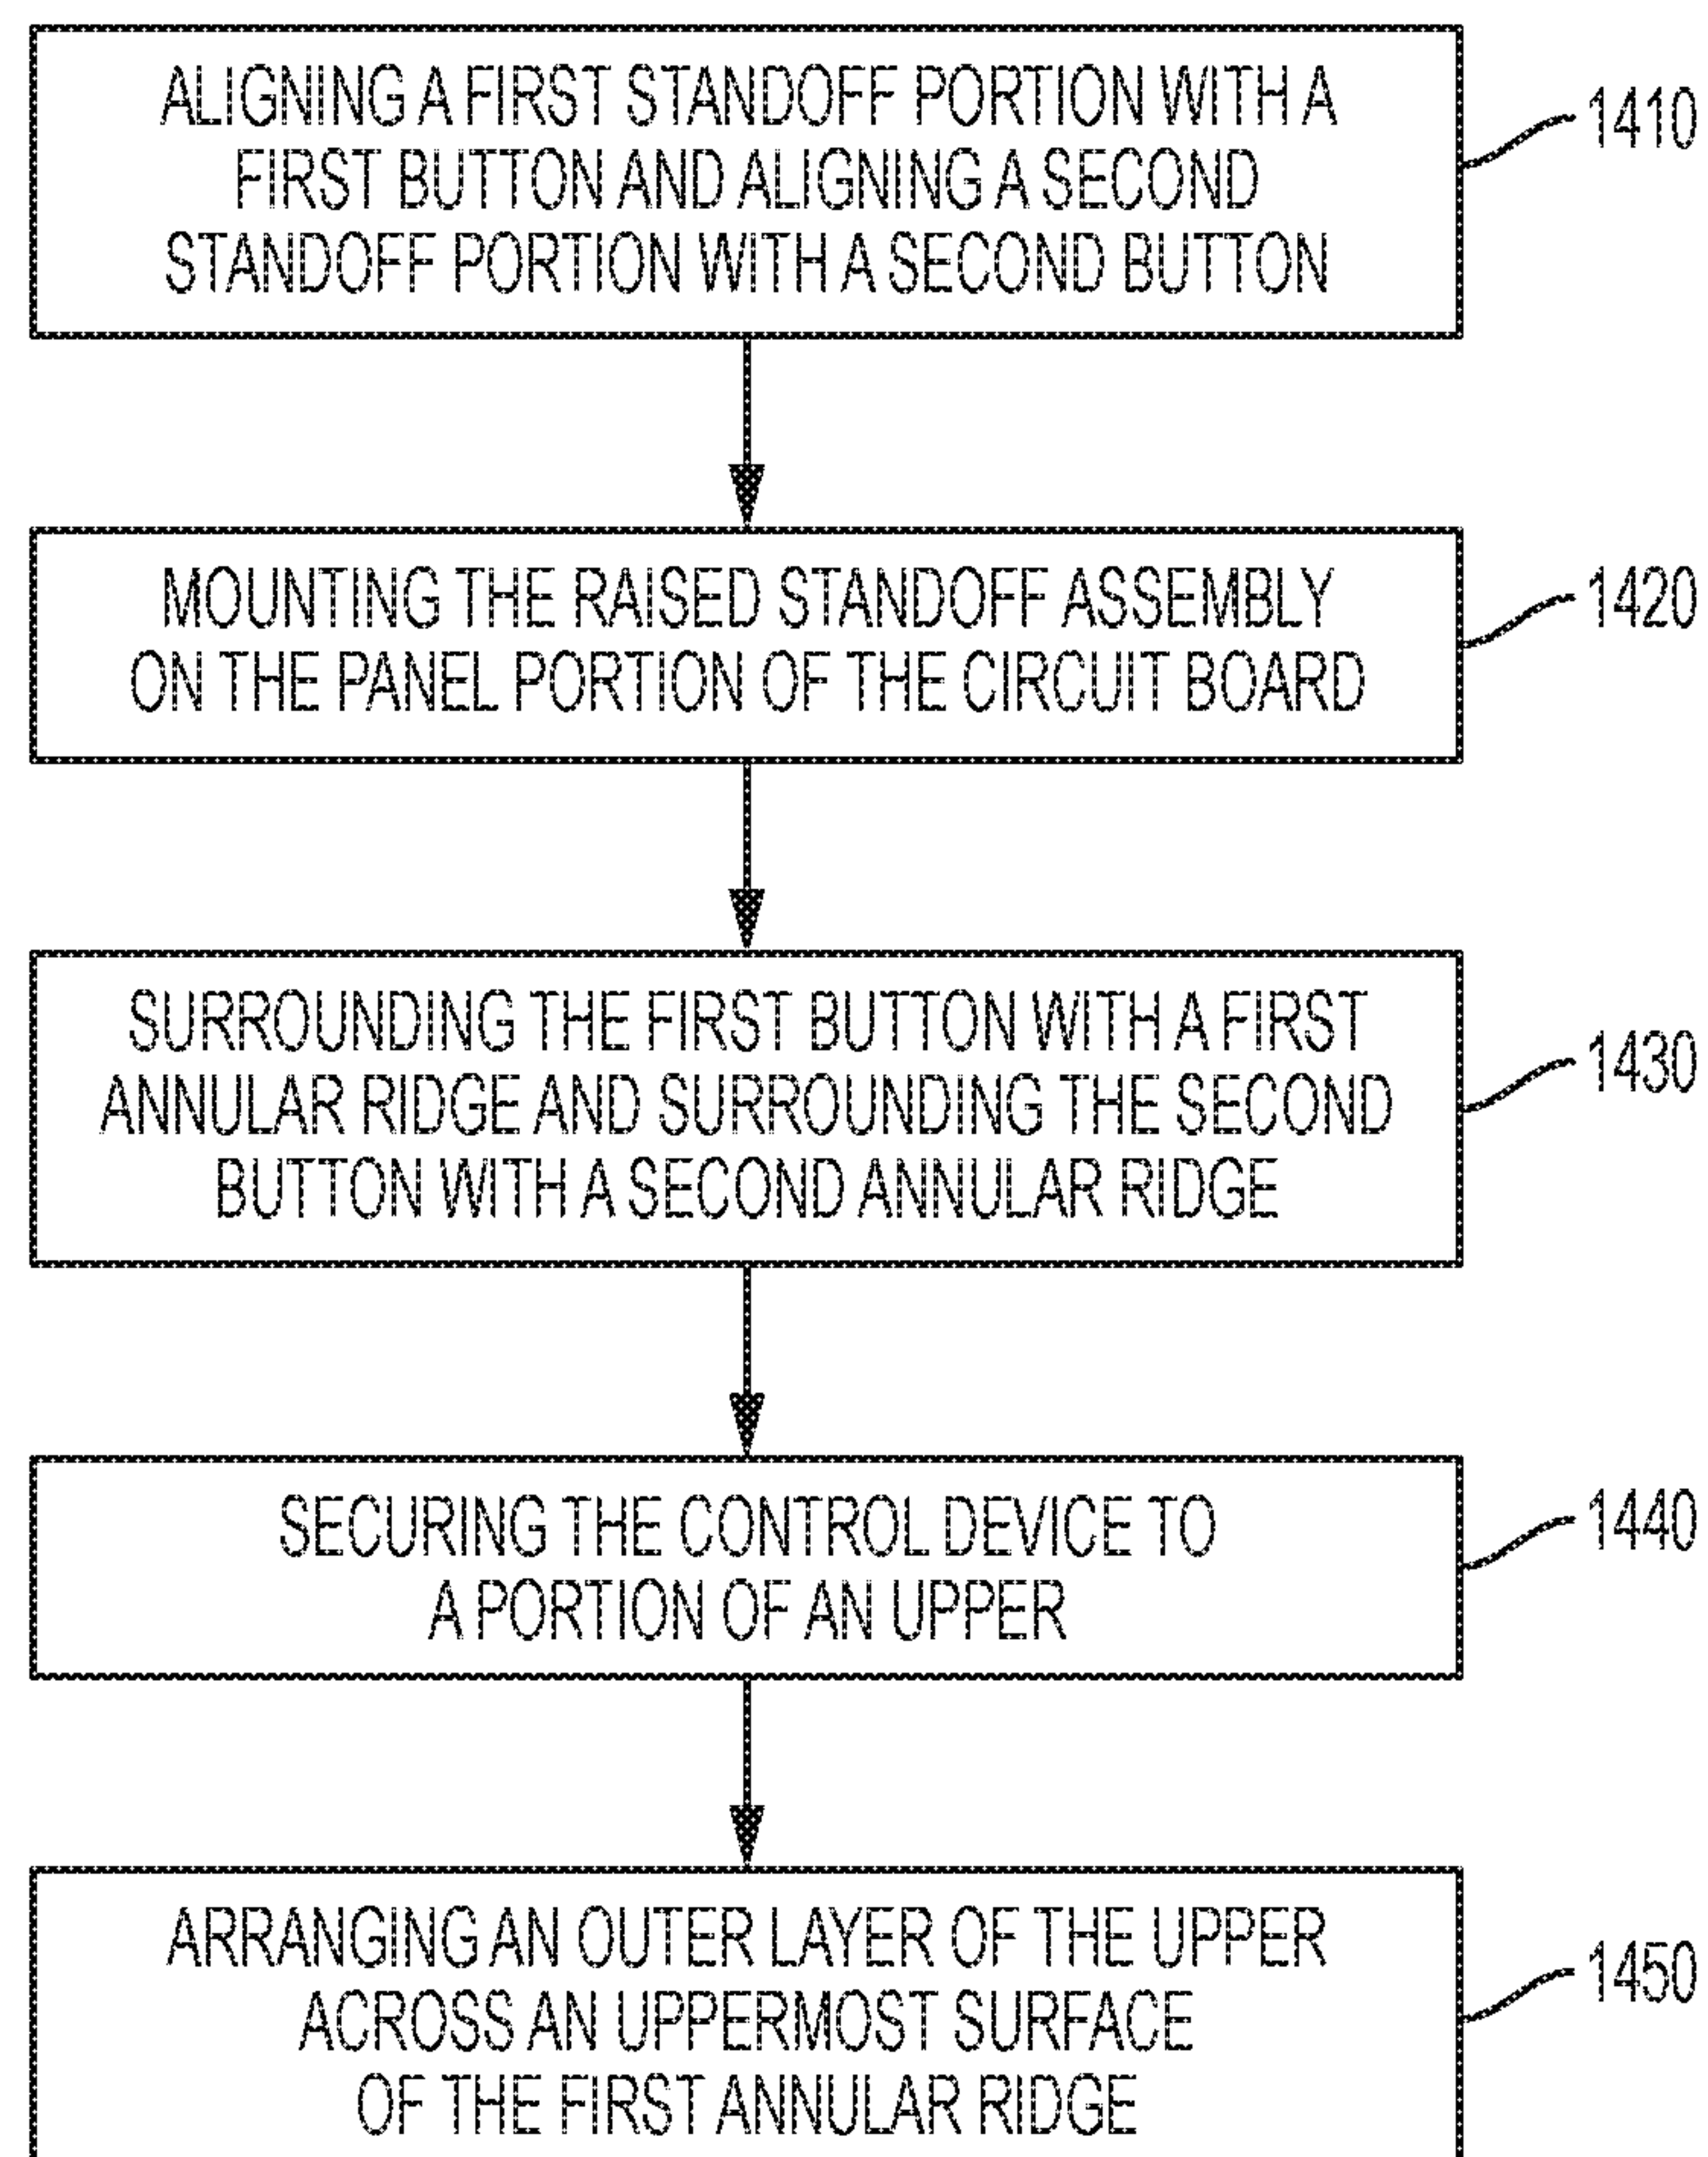 ALIGNING A FIRST STANDOFF PORTION WITH A
FIRST BUTTON AND ALIGNING A SECOND
STANDOFF PORTION WITH A SECOND BUTTON
1410
MOUNTING THE RAISED STANDOFF ASSEMBLY
ON THE PANEL PORTION OF THE CIRCUIT BOARD
1420
SURROUNDING THE FIRST BUTTON WITH A FIRST
ANNULAR RIDGE AND SURROUNDING THE SECOND
BUTTON WITH A SECOND ANNULAR RIDGE
1430
SECURING THE CONTROL DEVICE TO
A PORTION OF AN UPPER
1440
ARRANGING AN OUTER LAYER OF THE UPPER
ACROSS AN UPPERMOST SURFACE
OF THE FIRST ANNULAR RIDGE
1450